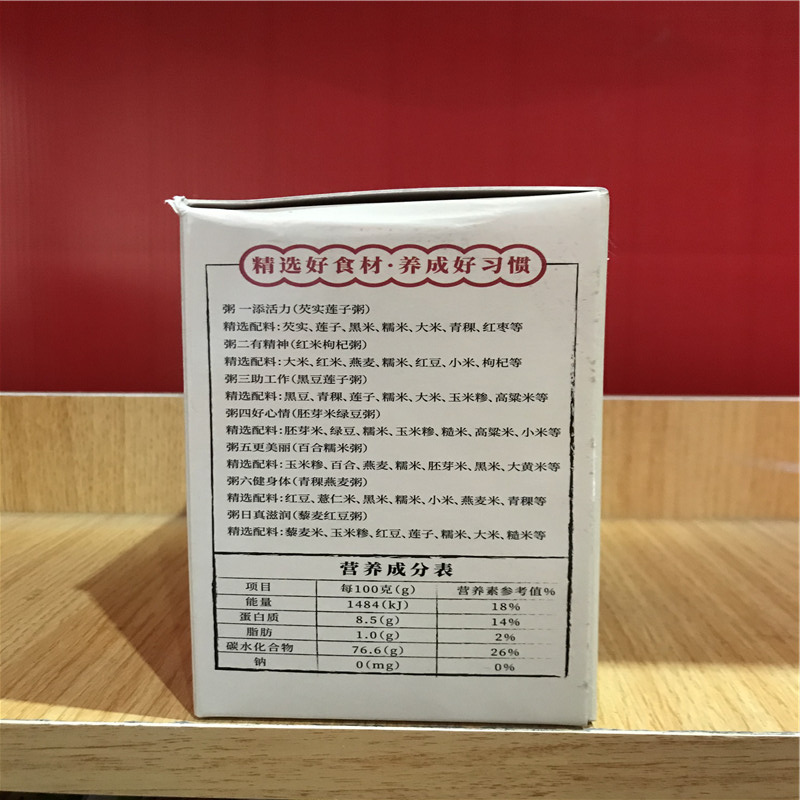 精选好食材·养成好习惯
粥一添活力(芡实莲子粥)
精选配料:芡实、莲子、黑米、糯米、大米、青稞、红枣等
粥二有精神(红米枸杞粥)
精选配料:大米、红米、燕麦、糯米、红豆、小米、枸杞等
粥三助工作(黑豆莲子粥)
精选配料:黑豆、青稞、莲子、糯米、大米、玉米糁、高粱米等
粥四好心情(胚芽米绿豆粥)
精选配料:胚芽米、绿豆、糯米、玉米糁、糙米、高粱米、小米等
粥五更美丽(百合糯米粥)
精选配料:玉米糁、百合、燕麦、糯米、胚芽米、黑米、大黄米等
粥六健身体(青稞燕麦粥)
精选配料:红豆、薏仁米、黑米、糯米、小米、燕麦米、青稞等
粥日真滋润(藜麦红豆粥)
精选配料:藜麦米、玉米糁、红豆、莲子、糯米、大米、糙米等
营养成分表
项目 每100克(g) 营养素参考值%
能量 1484(kJ) 18%
蛋白质 8.5(g) 14%
脂肪 1.0(g) 2%
碳水化合物 76.6(g) 26%
钠 0(mg) 0%